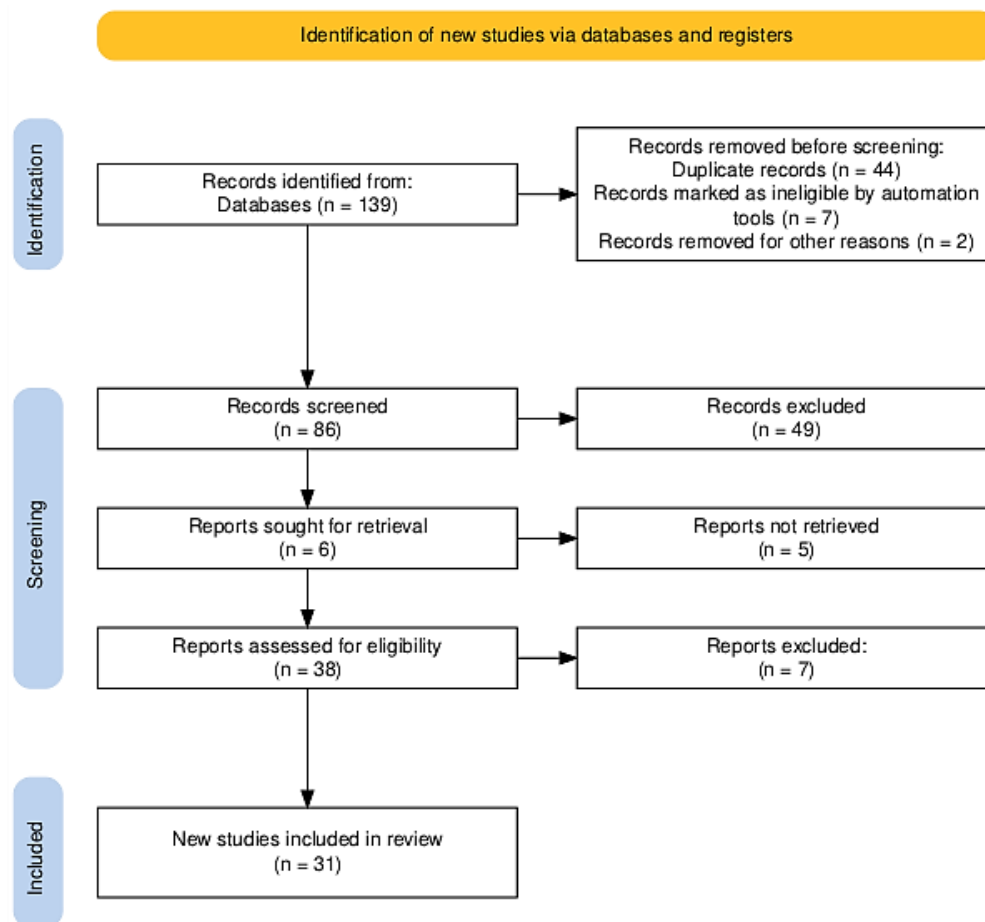 Identification of new studies via databases and registers
Identification
Records identified from:
Databases (n = 139)
Records removed before screening:
Duplicate records (n = 44)
Records marked as ineligible by automation
tools (n = 7)
Records removed for other reasons (n = 2)
Screening
Records screened
(n = 86)
Records excluded
(n = 49)
Reports sought for retrieval
(n = 6)
Reports not retrieved
(n = 5)
Reports assessed for eligibility
(n = 38)
Reports excluded:
(n = 7)
Included
New studies included in review
(n = 31)